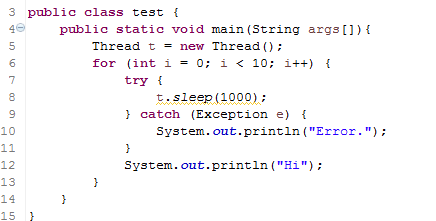 3 public class test {
4 public static void main(String args[]){
5 Thread t = new Thread();
6 for (int i = 0; i < 10; i++) {
7 try {
8 t.sleep(1000);
9 } catch (Exception e) {
10 System.out.println("Error.");
11 }
12 System.out.println("Hi");
13 }
14 }
15 }